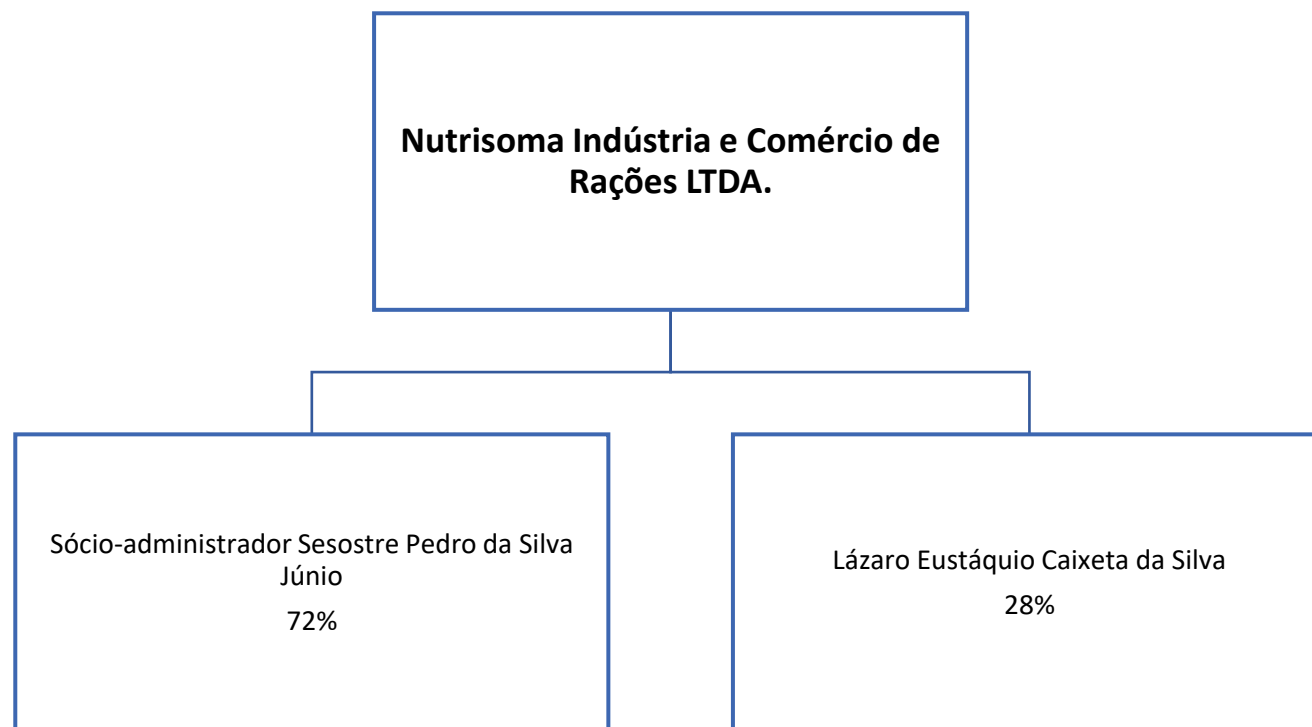 Nutrisoma Indústria e Comércio de
Rações LTDA.
Sócio-administrador Sesostre Pedro da Silva
Júnio
72%
Lázaro Eustáquio Caixeta da Silva
28%